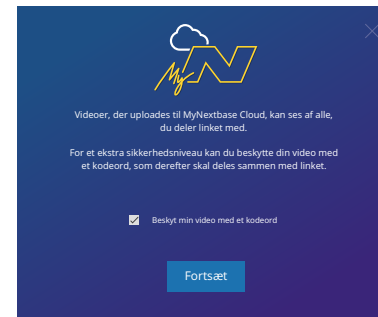 My N
Videoer, der uploades til MyNextbase Cloud, kan ses af alle,
du deler linket med.
For et ekstra sikkerhedsniveau kan du beskytte din video med
et kodeord, som derefter skal deles sammen med linket.
Beskyt min video med et kodeord
Fortsæt